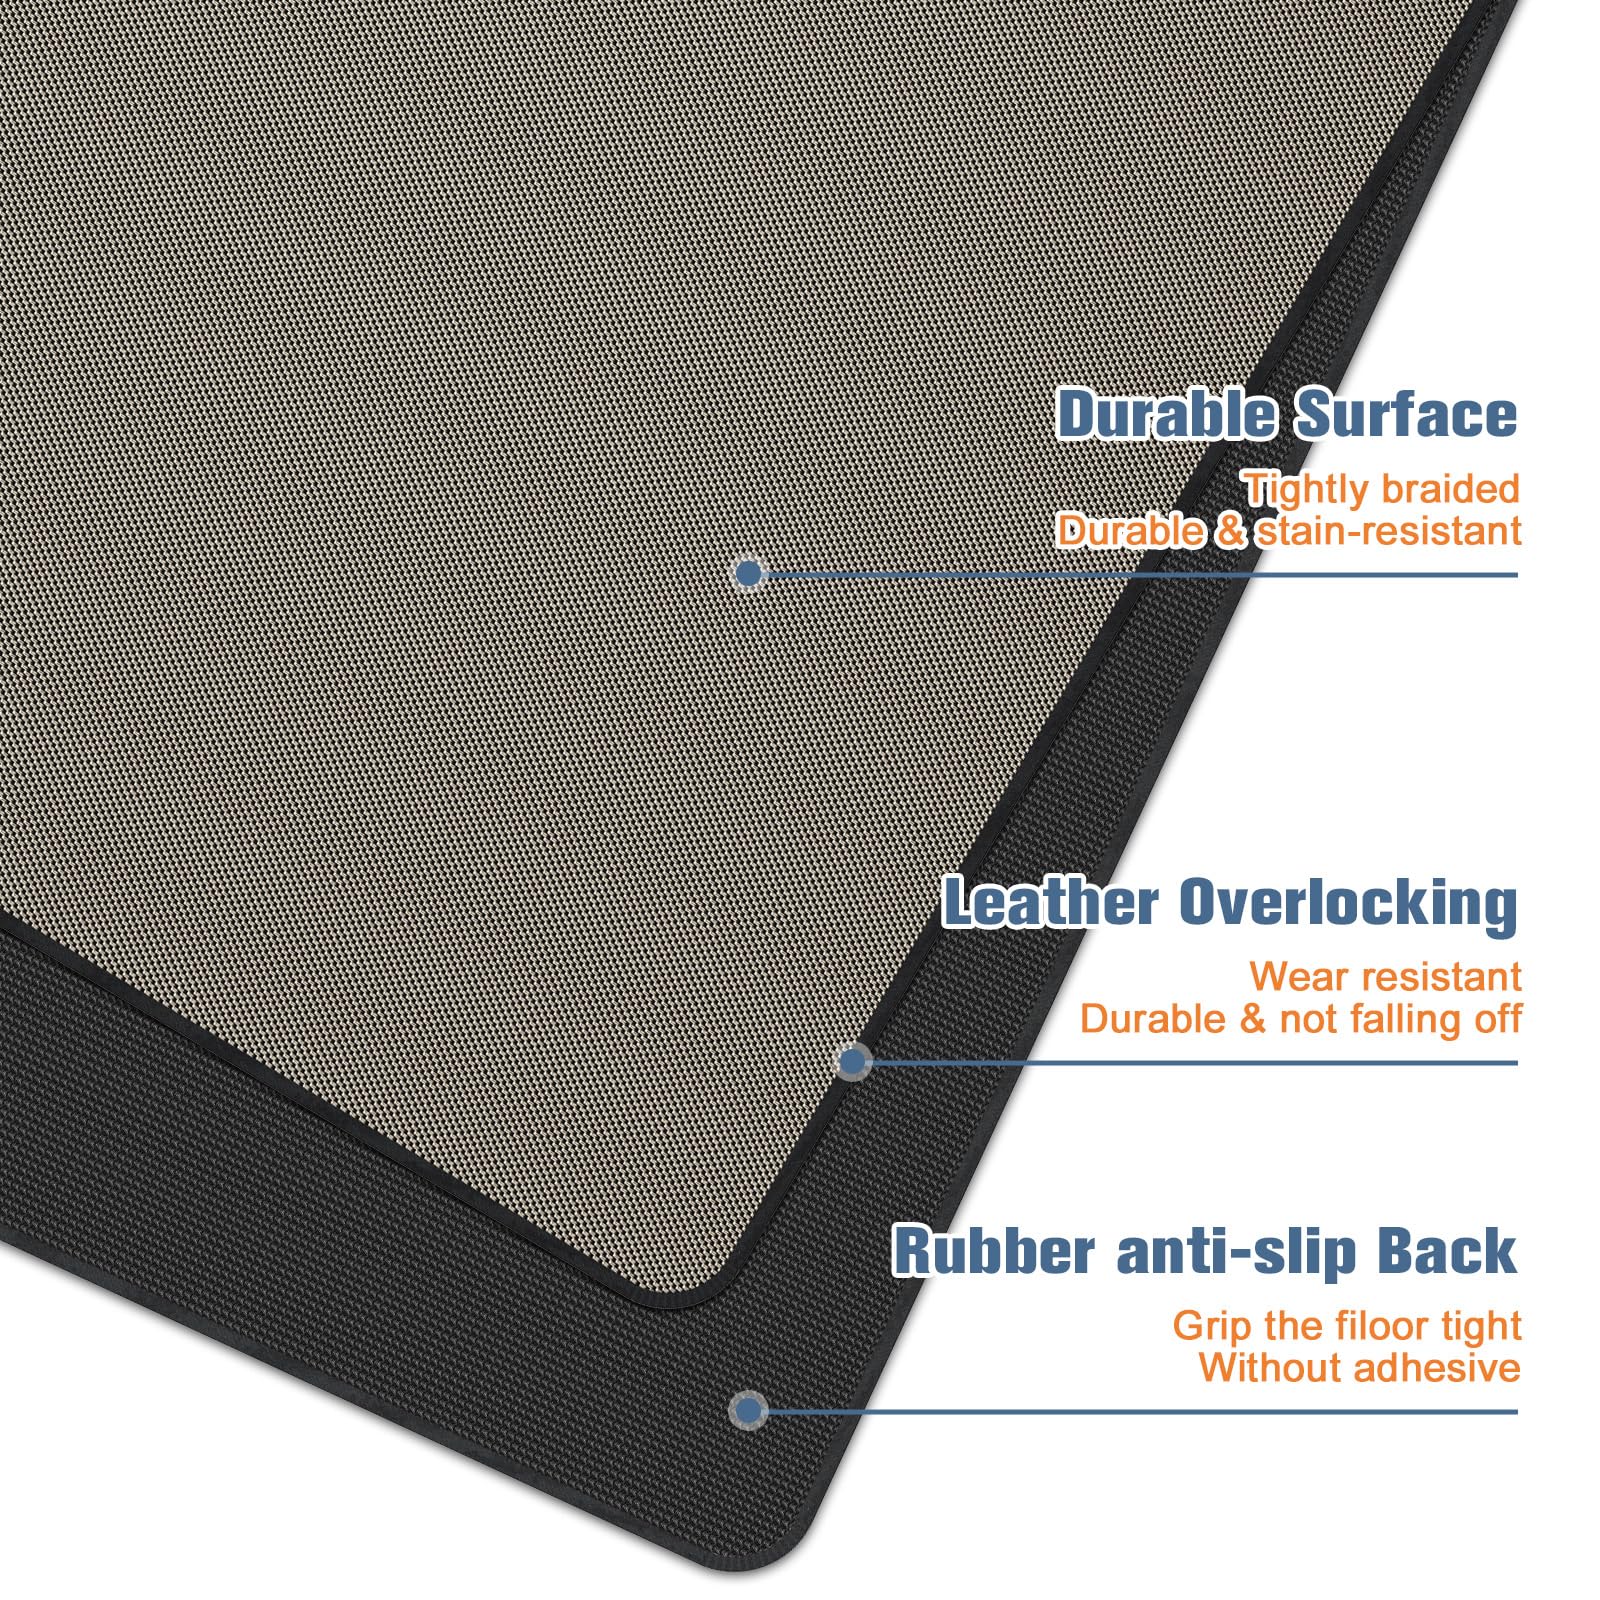 Durable Surface
Tightly braided
Durable & stain-resistant
Leather Overlocking
Wear resistant
Durable & not falling off
Rubber anti-slip Back
Grip the filoor tight
Without adhesive